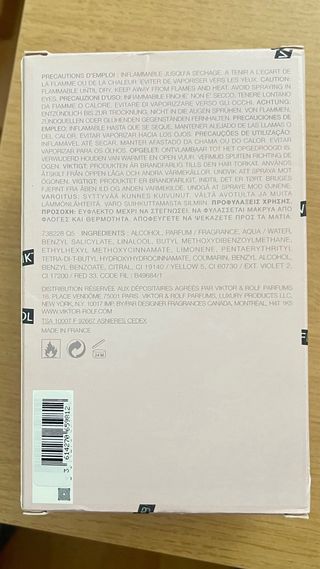 PRECAUTIONS D'EMPLOI : INFLAMMABLE JUSQU'A SECHAGE. A TENIR A L'ECART DE
LA FLAMME OU DE LA CHALEUR. EVITER DE VAPORISER VERS LES YEUX. CAUTION:
FLAMMABLE UNTIL DRY. KEEP AWAY FROM FLAMES AND HEAT. AVOID SPRAYING IN
EYES. PRECAUZIONI D'USO: INFIAMMABILE FINCHE' NON E' SECCO. TENERE LONTANO
DA FIAMME O CALORE. EVITARE DI VAPORIZZARE VERSO GLI OCCHI. ACHTUNG:
ENTZÜNDLICH BIS ZUR TROCKNUNG. NICHT IN DIE AUGEN SPRÜHEN. VON FLAMMEN,
ZÜNDQUELLEN ODER GLÜHENDEN GEGENSTÄNDEN FERNHALTEN. PRECAUCIONES DE
EMPLEO: INFLAMABLE HASTA QUE SE SEQUE. MANTENER ALEJADO DE LAS LLAMAS O
DEL CALOR. EVITAR VAPORIZAR HACIA LOS OJOS. PRECAUÇÕES DE UTILIZAÇÃO:
INFLAMÁVEL ATÉ SECAR. MANTER AFASTADO DA CHAMA OU DO CALOR. EVITAR
VAPORIZAR PARA OS OLHOS. OPGELET: ONTVLAMBAAR TOT HET OPGEDROOGD IS.
VERWIJDERD HOUDEN VAN WARMTE EN OPEN VUUR. VERMIJD SPUITEN RICHTING DE
OGEN. VIKTIGT: PRODUKTEN ÄR BRANDFARLIG TILLS DEN HAR TORKAT. ANVÄNDS
ÅTSKILT FRÅN ÖPPEN LÅGA OCH ANDRA VÄRMEKÄLLOR. UNDVIK ATT SPRAYA MOT
ÖGONEN. VIGTIGT: PRODUKTET ER BRANDFARLIGT, INDTIL DET ER TØRT. BRUGES
FJERNT FRA ÅBEN ILD OG ANDEN VARMEKILDE. UNDGÅ AT SPRAYE MOD ØJNENE.
VAROITUS: SYTTYVÄÄ KUNNES KUIVUNUT. VÄLTÄ AVOTULTA JA MUITA
LÄMMÖNLÄHTEITÄ. VARO SUIHKUTTAMASTA SILMIIN. ΠΡΟΦΥΛΑΞΕΙΣ ΧΡΗΣΗΣ,
ΠΡΟΣΟΧΗ: ΕΥΦΛΕΚΤΟ ΜΕΧΡΙ ΝΑ ΣΤΕΓΝΩΣΕΙ. ΝΑ ΦΥΛΑΣΣΕΤΑΙ ΜΑΚΡΥΑ ΑΠΟ
ΦΛΟΓΕΣ ΚΑΙ ΘΕΡΜΟΤΗΤΑ. ΑΠΟΦΕΥΓΕΤΕ ΝΑ ΨΕΚΑΖΕΤΕ ΠΡΟΣ ΤΑ ΜΑΤΙΑ.
738228 Q5 INGREDIENTS : ALCOHOL, PARFUM / FRAGRANCE, AQUA / WATER,
BENZYL SALICYLATE, LINALOOL, BUTYL METHOXYDIBENZOYLMETHANE,
ETHYLHEXYL METHOXYCINNAMATE, LIMONENE, PENTAERYTHRITYL
TETRA-DI-T-BUTYL HYDROXYHYDROCINNAMATE, COUMARIN, BENZYL ALCOHOL,
BENZYL BENZOATE, CITRAL, CI 19140 / YELLOW 5, CI 60730 / EXT. VIOLET 2,
CI 17200 / RED 33. CODE FIL : B49684/1
DISTRIBUTION RÉSERVÉE AUX DÉPOSITAIRES AGRÉÉS PAR VIKTOR & ROLF PARFUMS
16, PLACE VENDÔME 75001 PARIS. VIKTOR & ROLF PARFUMS, LUXURY PRODUCTS LLC,
NEW YORK, N.Y. 10017 IMP. BY/PAR DESIGNER FRAGRANCES CANADA, MONTRÉAL, H4T 1K5
WWW.VIKTOR-ROLF.COM
TSA 10007 F 92667 ASNIÈRES, CEDEX
MADE IN FRANCE
24 M
3 614270 659812